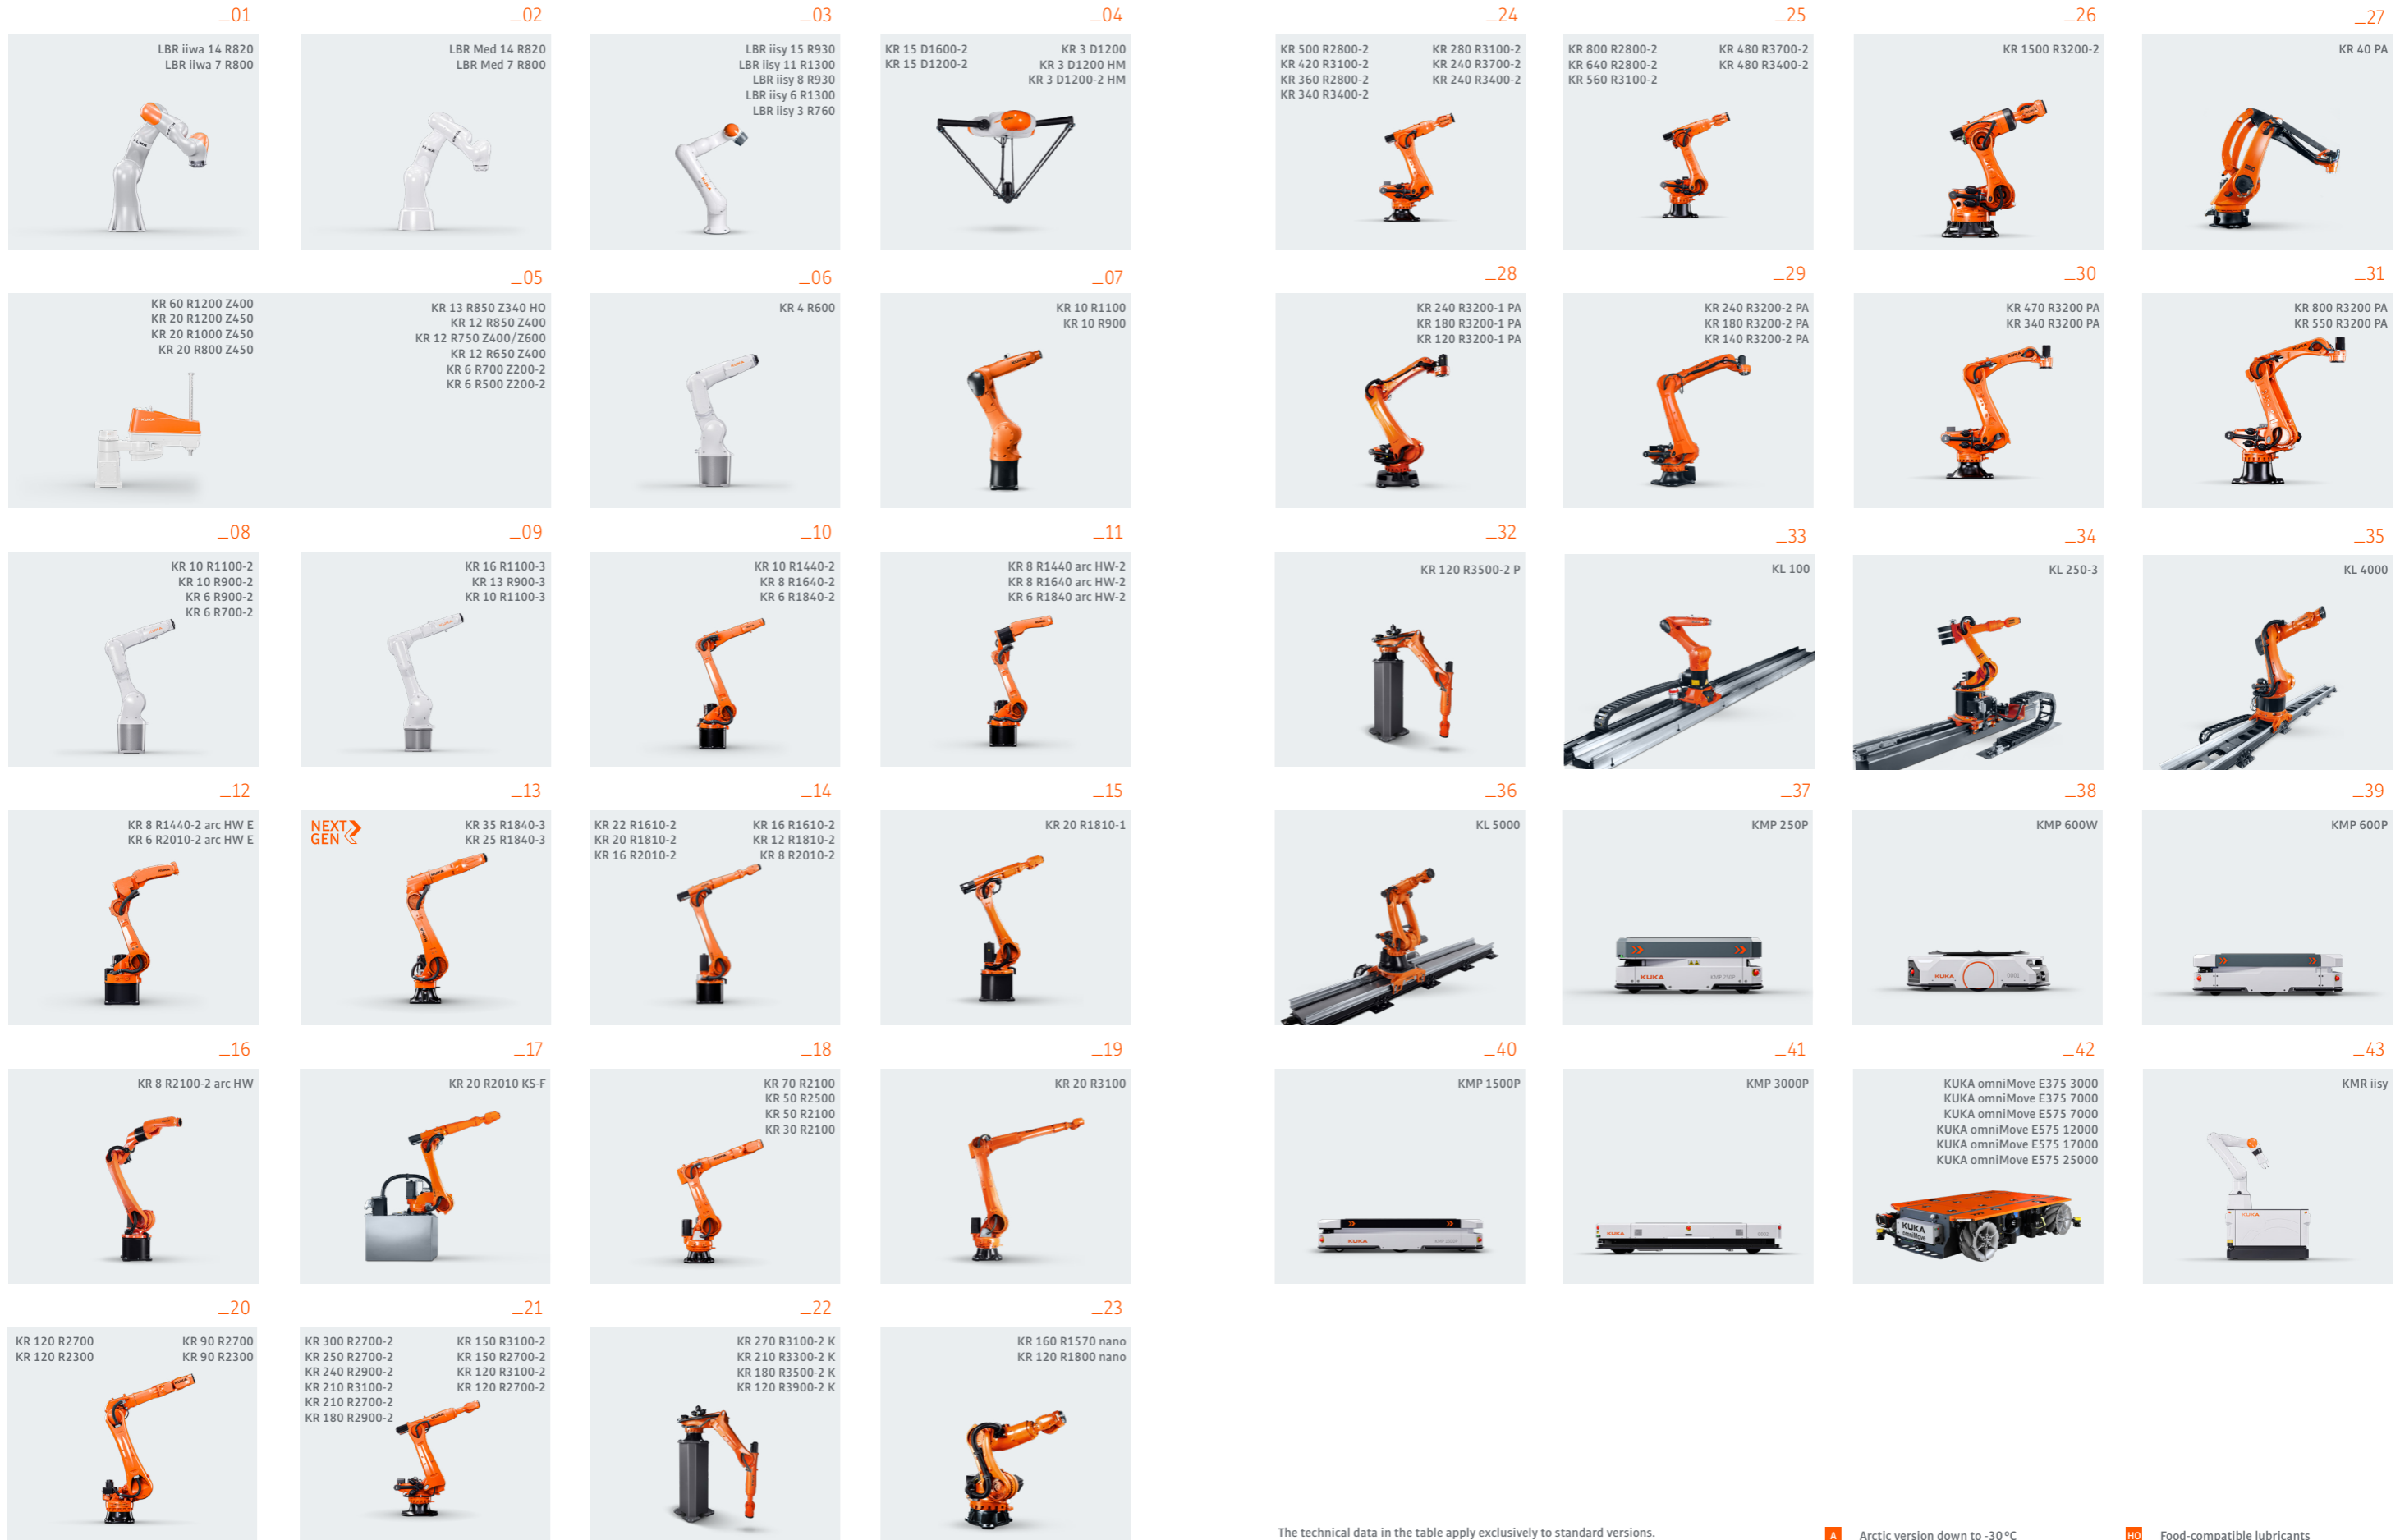 _01
LBR iiwa 14 R820
LBR iiwa 7 R800
_02
LBR Med 14 R820
LBR Med 7 R800
_03
LBR iisy 15 R930
LBR iisy 11 R1300
LBR iisy 8 R930
LBR iisy 6 R1300
LBR iisy 3 R760
_04
KR 15 D1600-2
KR 15 D1200-2
KR 3 D1200
KR 3 D1200 HM
KR 3 D1200-2 HM
_05
KR 60 R1200 Z400
KR 20 R1200 Z450
KR 20 R1000 Z450
KR 20 R800 Z450
KR 13 R850 Z340 HO
KR 12 R850 Z400
KR 12 R750 Z400/Z600
KR 12 R650 Z400
KR 6 R700 Z200-2
KR 6 R500 Z200-2
_06
KR 4 R600
_07
KR 10 R1100
KR 10 R900
_08
KR 10 R1100-2
KR 10 R900-2
KR 6 R900-2
KR 6 R700-2
_09
KR 16 R1100-3
KR 13 R900-3
KR 10 R1100-3
_10
KR 10 R1440-2
KR 8 R1640-2
KR 6 R1840-2
_11
KR 8 R1440 arc HW-2
KR 8 R1640 arc HW-2
KR 6 R1840 arc HW-2
_12
KR 8 R1440-2 arc HW E
KR 6 R2010-2 arc HW E
_13
NEXT
GEN
KR 35 R1840-3
KR 25 R1840-3
_14
KR 22 R1610-2
KR 20 R1810-2
KR 16 R2010-2
KR 16 R1610-2
KR 12 R1810-2
KR 8 R2010-2
_15
KR 20 R1810-1
_16
KR 8 R2100-2 arc HW
_17
KR 20 R2010 KS-F
_18
KR 70 R2100
KR 50 R2500
KR 50 R2100
KR 30 R2100
_19
KR 20 R3100
_20
KR 120 R2700
KR 120 R2300
KR 90 R2700
KR 90 R2300
_21
KR 300 R2700-2
KR 250 R2700-2
KR 240 R2900-2
KR 210 R3100-2
KR 210 R2700-2
KR 180 R2900-2
KR 150 R3100-2
KR 150 R2700-2
KR 120 R3100-2
KR 120 R2700-2
_22
KR 270 R3100-2 K
KR 210 R3300-2 K
KR 180 R3500-2 K
KR 120 R3900-2 K
_23
KR 160 R1570 nano
KR 120 R1800 nano
_24
KR 500 R2800-2
KR 420 R3100-2
KR 360 R2800-2
KR 340 R3400-2
KR 280 R3100-2
KR 240 R3700-2
KR 240 R3400-2
_25
KR 800 R2800-2
KR 640 R2800-2
KR 560 R3100-2
KR 480 R3700-2
KR 480 R3400-2
_26
KR 1500 R3200-2
_27
KR 40 PA
_28
KR 240 R3200-1 PA
KR 180 R3200-1 PA
KR 120 R3200-1 PA
_29
KR 240 R3200-2 PA
KR 180 R3200-2 PA
KR 140 R3200-2 PA
_30
KR 470 R3200 PA
KR 340 R3200 PA
_31
KR 800 R3200 PA
KR 550 R3200 PA
_32
KR 120 R3500-2 P
_33
KL 100
_34
KL 250-3
_35
KL 4000
_36
KL 5000
_37
KMP 250P
KUKA
KMP 250P
_38
KMP 600W
KUKA
_39
KMP 600P
_40
KMP 1500P
KUKA
_41
KMP 3000P
KUKA
_42
KUKA omniMove E375 3000
KUKA omniMove E375 7000
KUKA omniMove E575 7000
KUKA omniMove E575 12000
KUKA omniMove E575 17000
KUKA omniMove E575 25000
KUKA
omniMove
_43
KMR iisy
KUKA
The technical data in the table apply exclusively to standard versions.
A Arctic version down to -30 °C
HO Food-compatible lubricants